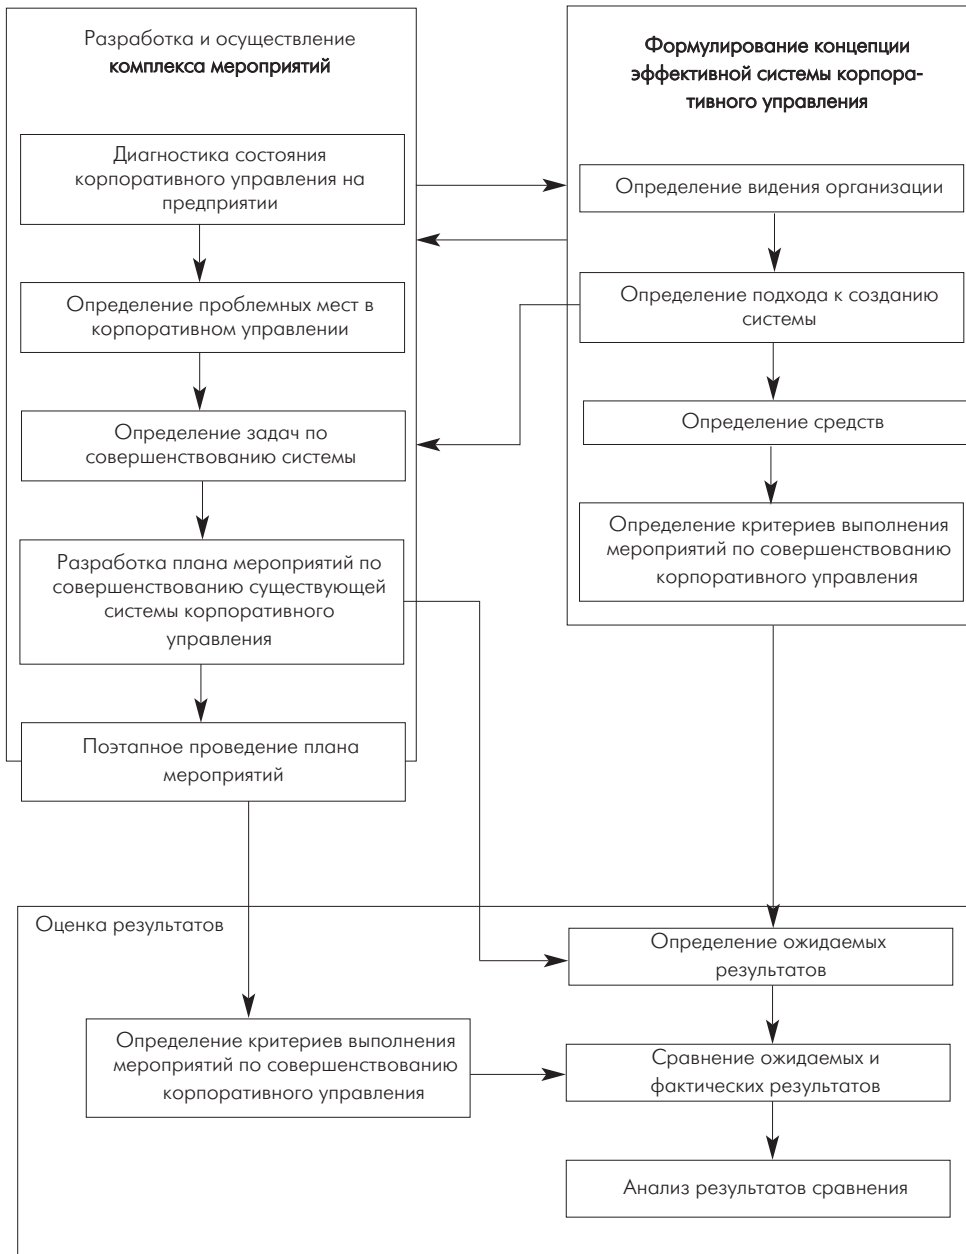 Разработка и осуществление
комплекса мероприятий
Диагностика состояния
корпоративного управления на
предприятии
Определение проблемных мест в
корпоративном управлении
Определение задач по
совершенствованию системы
Разработка плана мероприятий по
совершенствованию существующей
системы корпоративного
управления
Поэтапное проведение плана
мероприятий
Формулирование концепции
эффективной системы корпора-
тивного управления
Определение видения организации
Определение подхода к созданию
системы
Определение средств
Определение критериев выполнения
мероприятий по совершенствованию
корпоративного управления
Оценка результатов
Определение ожидаемых
результатов
Определение критериев выполнения
мероприятий по совершенствованию
корпоративного управления
Сравнение ожидаемых и
фактических результатов
Анализ результатов сравнения